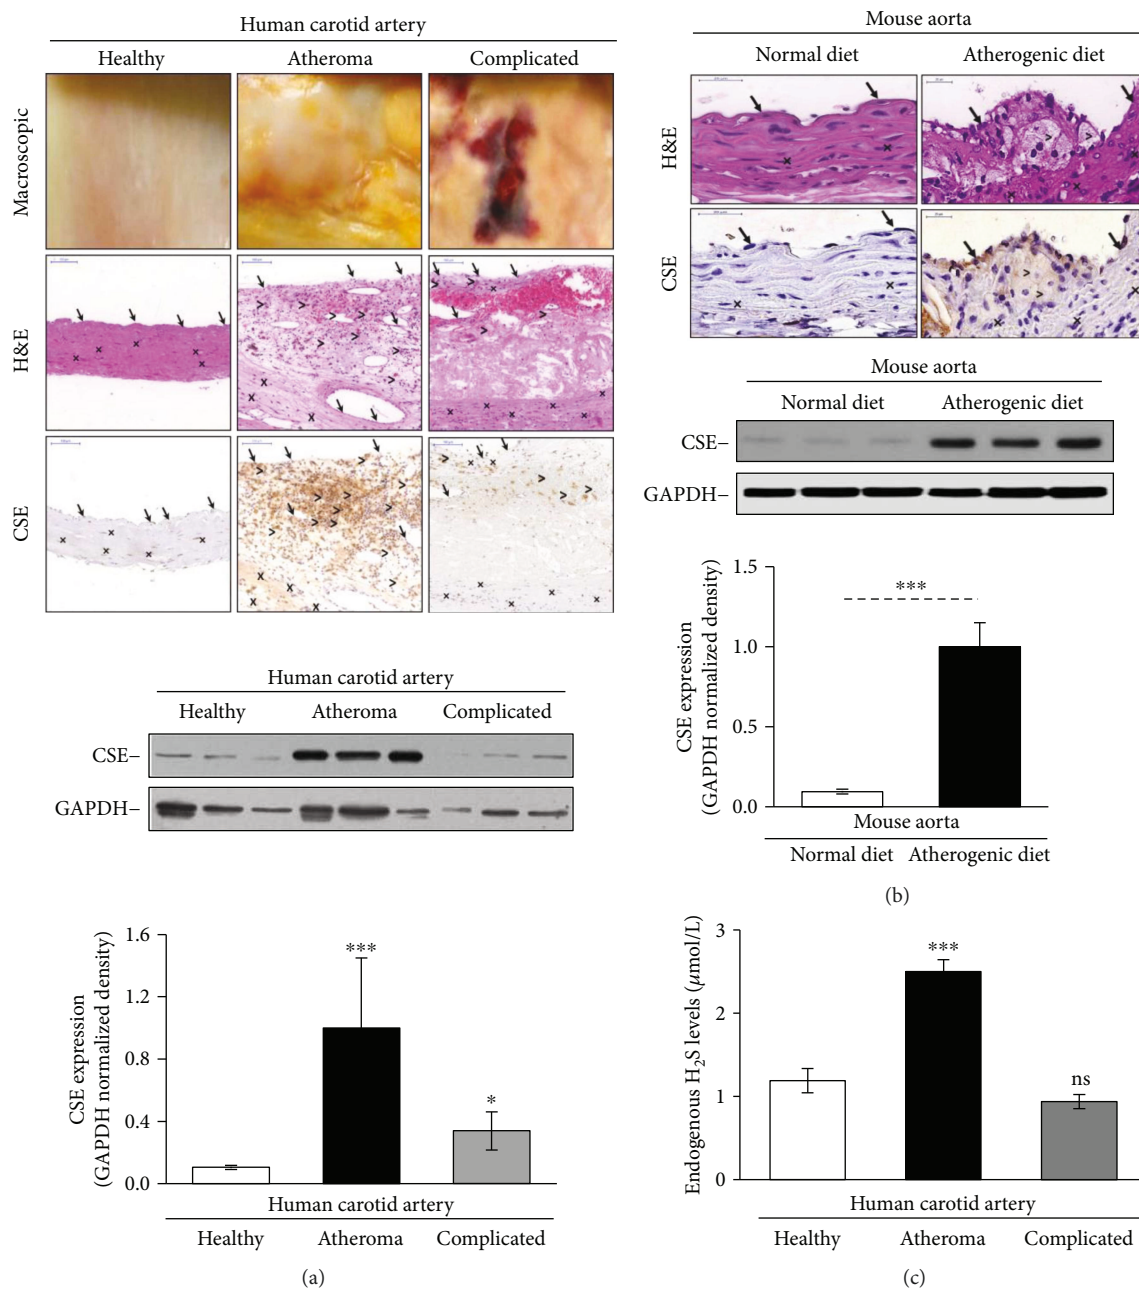 Human carotid artery
Healthy Atheroma Complicated
Macroscopic
H&E
CSE
Human carotid artery
Healthy Atheroma Complicated
CSE–
GAPDH–
1.6
1.2
0.8
0.4
0.0
CSE expression
(GAPDH normalized density)
***
*
Human carotid artery
Healthy Atheroma Complicated
(a)
Mouse aorta
Normal diet Atherogenic diet
H&E
CSE
Mouse aorta
Normal diet Atherogenic diet
CSE–
GAPDH–
1.5
1.0
0.5
0.0
CSE expression
(GAPDH normalized density)
***
Mouse aorta
Normal diet Atherogenic diet
(b)
3
2
1
0
Endogenous H₂S levels (μmol/L)
***
ns
Human carotid artery
Healthy Atheroma Complicated
(c)